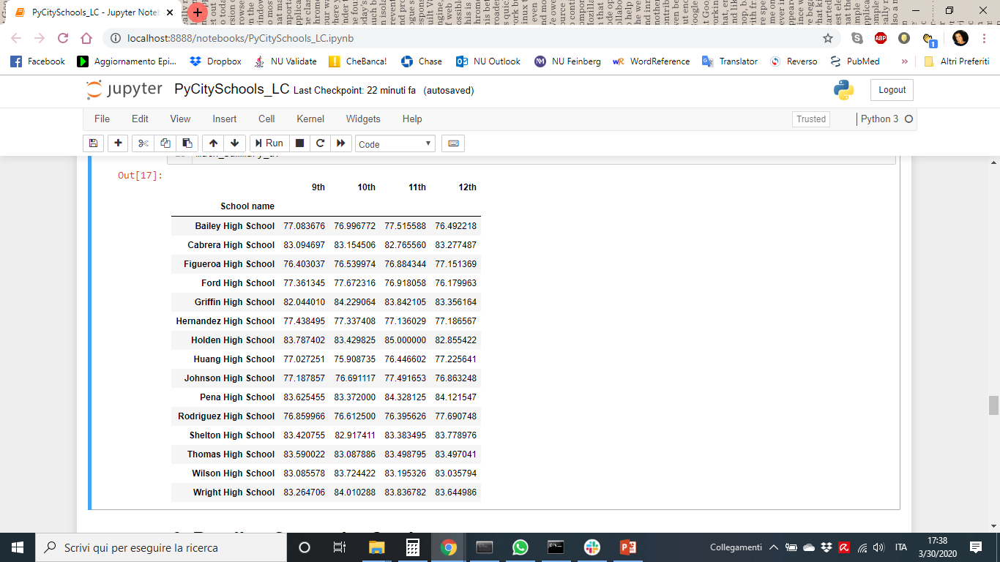 PyCitySchools_LC - Jupyter Noteb
localhost:8888/notebooks/PyCitySchools_LC.ipynb
ABP
1
Facebook Aggiornamento Epi... Dropbox NU Validate CheBanca! Chase NU Outlook NU Feinberg WordReference Translator Reverso PubMed » Altri Preferiti
jupyter PyCitySchools_LC Last Checkpoint: 22 minuti fa (autosaved) Logout
File Edit View Insert Cell Kernel Widgets Help Trusted Python 3
Run Code
Out[17]:
9th 10th 11th 12th
School name
Bailey High School 77.083676 76.996772 77.515588 76.492218
Cabrera High School 83.094697 83.154506 82.765560 83.277487
Figueroa High School 76.403037 76.539974 76.884344 77.151369
Ford High School 77.361345 77.672316 76.918058 76.179963
Griffin High School 82.044010 84.229064 83.842105 83.356164
Hernandez High School 77.438495 77.337408 77.136029 77.186567
Holden High School 83.787402 83.429825 85.000000 82.855422
Huang High School 77.027251 75.908735 76.446602 77.225641
Johnson High School 77.187857 76.691117 77.491653 76.863248
Pena High School 83.625455 83.372000 84.328125 84.121547
Rodriguez High School 76.859966 76.612500 76.395626 77.690748
Shelton High School 83.420755 82.917411 83.383495 83.778976
Thomas High School 83.590022 83.087886 83.498795 83.497041
Wilson High School 83.085578 83.724422 83.195326 83.035794
Wright High School 83.264706 84.010288 83.836782 83.644986
Scrivi qui per eseguire la ricerca
Collegamenti ITA
17:38
3/30/2020